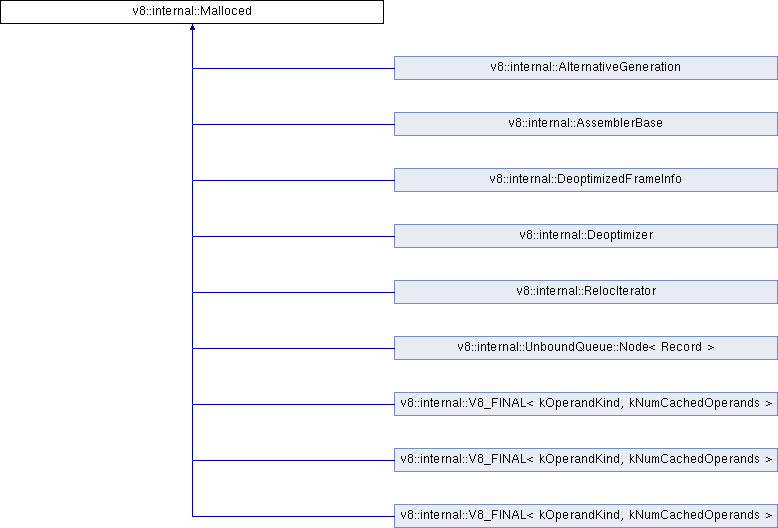 v8::internal::Malloced
v8::internal::AlternativeGeneration
v8::internal::AssemblerBase
v8::internal::DeoptimizedFrameInfo
v8::internal::Deoptimizer
v8::internal::RelocIterator
v8::internal::UnboundQueue::Node< Record >
v8::internal::V8_FINAL< kOperandKind, kNumCachedOperands >
v8::internal::V8_FINAL< kOperandKind, kNumCachedOperands >
v8::internal::V8_FINAL< kOperandKind, kNumCachedOperands >